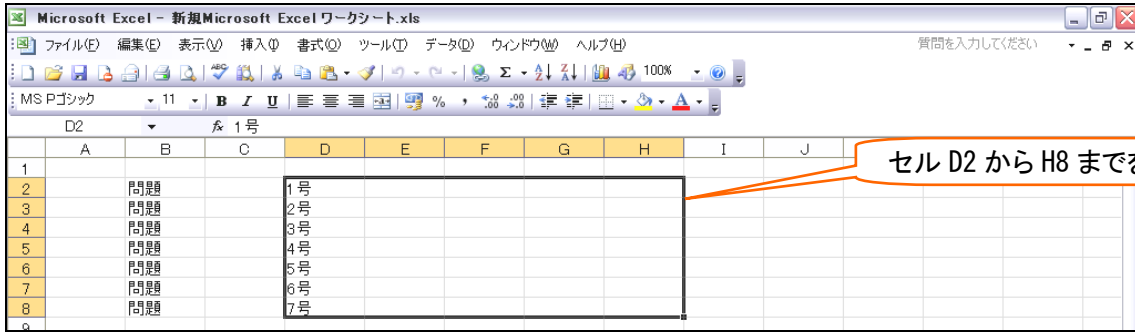 Microsoft Excel - 新規Microsoft Excel ワークシート.xls
ファイル(F) 編集(E) 表示(V) 挿入(I) 書式(O) ツール(T) データ(D) ウィンドウ(W) ヘルプ(H) 質問を入力してください
100%
MS Pゴシック 11 B I U
D2 fx 1号
A B C D E F G H I J
セル D2 から H8 までを
1
2 問題 1号
3 問題 2号
4 問題 3号
5 問題 4号
6 問題 5号
7 問題 6号
8 問題 7号
9